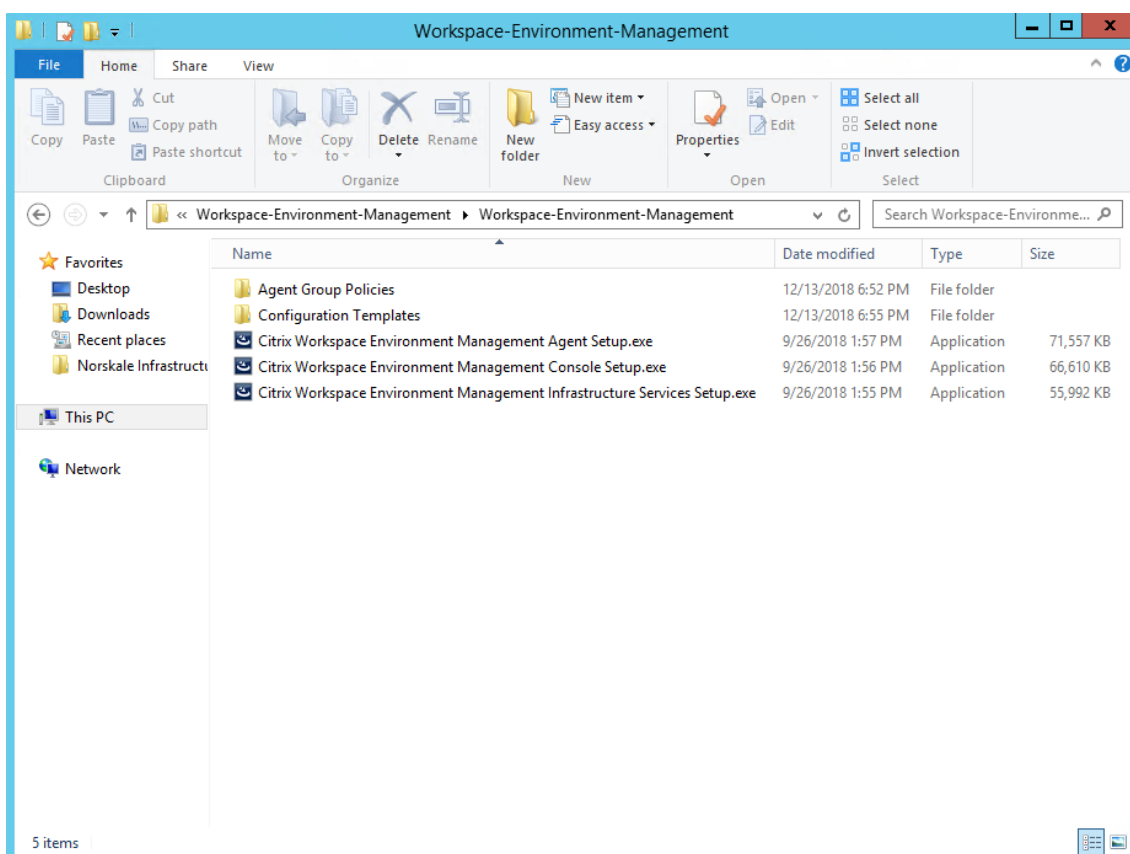 Workspace-Environment-Management
File Home Share View
Copy
Paste
Cut
Copy path
Paste shortcut
Clipboard
Move to
Copy to
Delete
Rename
Organize
New folder
New item
Easy access
New
Properties
Open
Edit
Open
Select all
Select none
Invert selection
Select
« Workspace-Environment-Management Workspace-Environment-Management
Search Workspace-Environme...
Favorites
Desktop
Downloads
Recent places
Norskale Infrastructu
This PC
Network
Name Date modified Type Size
Agent Group Policies 12/13/2018 6:52 PM File folder
Configuration Templates 12/13/2018 6:55 PM File folder
Citrix Workspace Environment Management Agent Setup.exe 9/26/2018 1:57 PM Application 71,557 KB
Citrix Workspace Environment Management Console Setup.exe 9/26/2018 1:56 PM Application 66,610 KB
Citrix Workspace Environment Management Infrastructure Services Setup.exe 9/26/2018 1:55 PM Application 55,992 KB
5 items